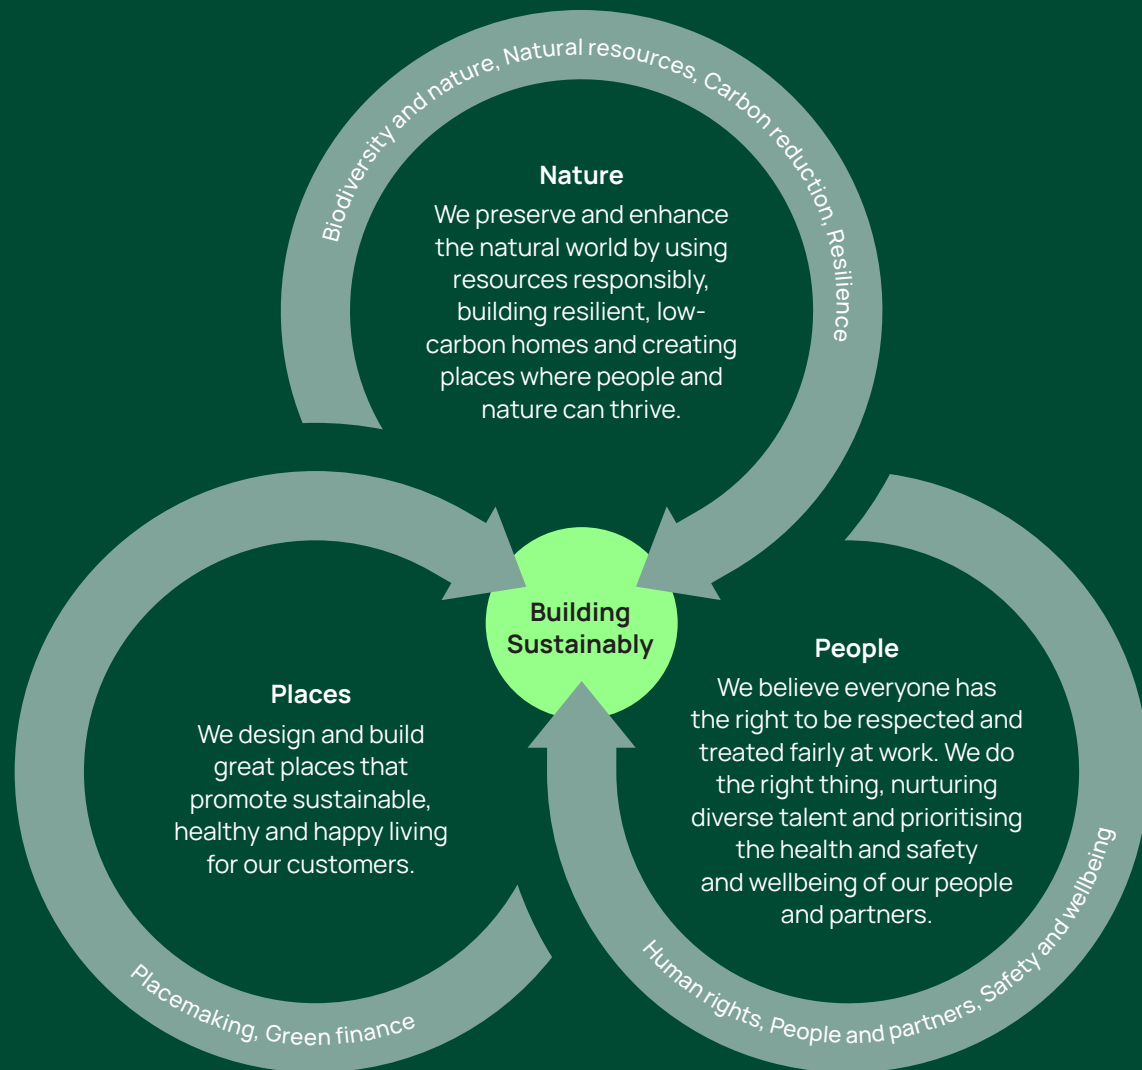 Biodiversity and nature, Natural resources, Carbon reduction, Resilience
Nature
We preserve and enhance
the natural world by using
resources responsibly,
building resilient, low-
carbon homes and creating
places where people and
nature can thrive.
Building
Sustainably
Places
We design and build
great places that
promote sustainable,
healthy and happy living
for our customers.
Placemaking, Green finance
People
We believe everyone has
the right to be respected and
treated fairly at work. We do
the right thing, nurturing
diverse talent and prioritising
the health and safety
and wellbeing of our people
and partners.
Human rights, People and partners, Safety and wellbeing